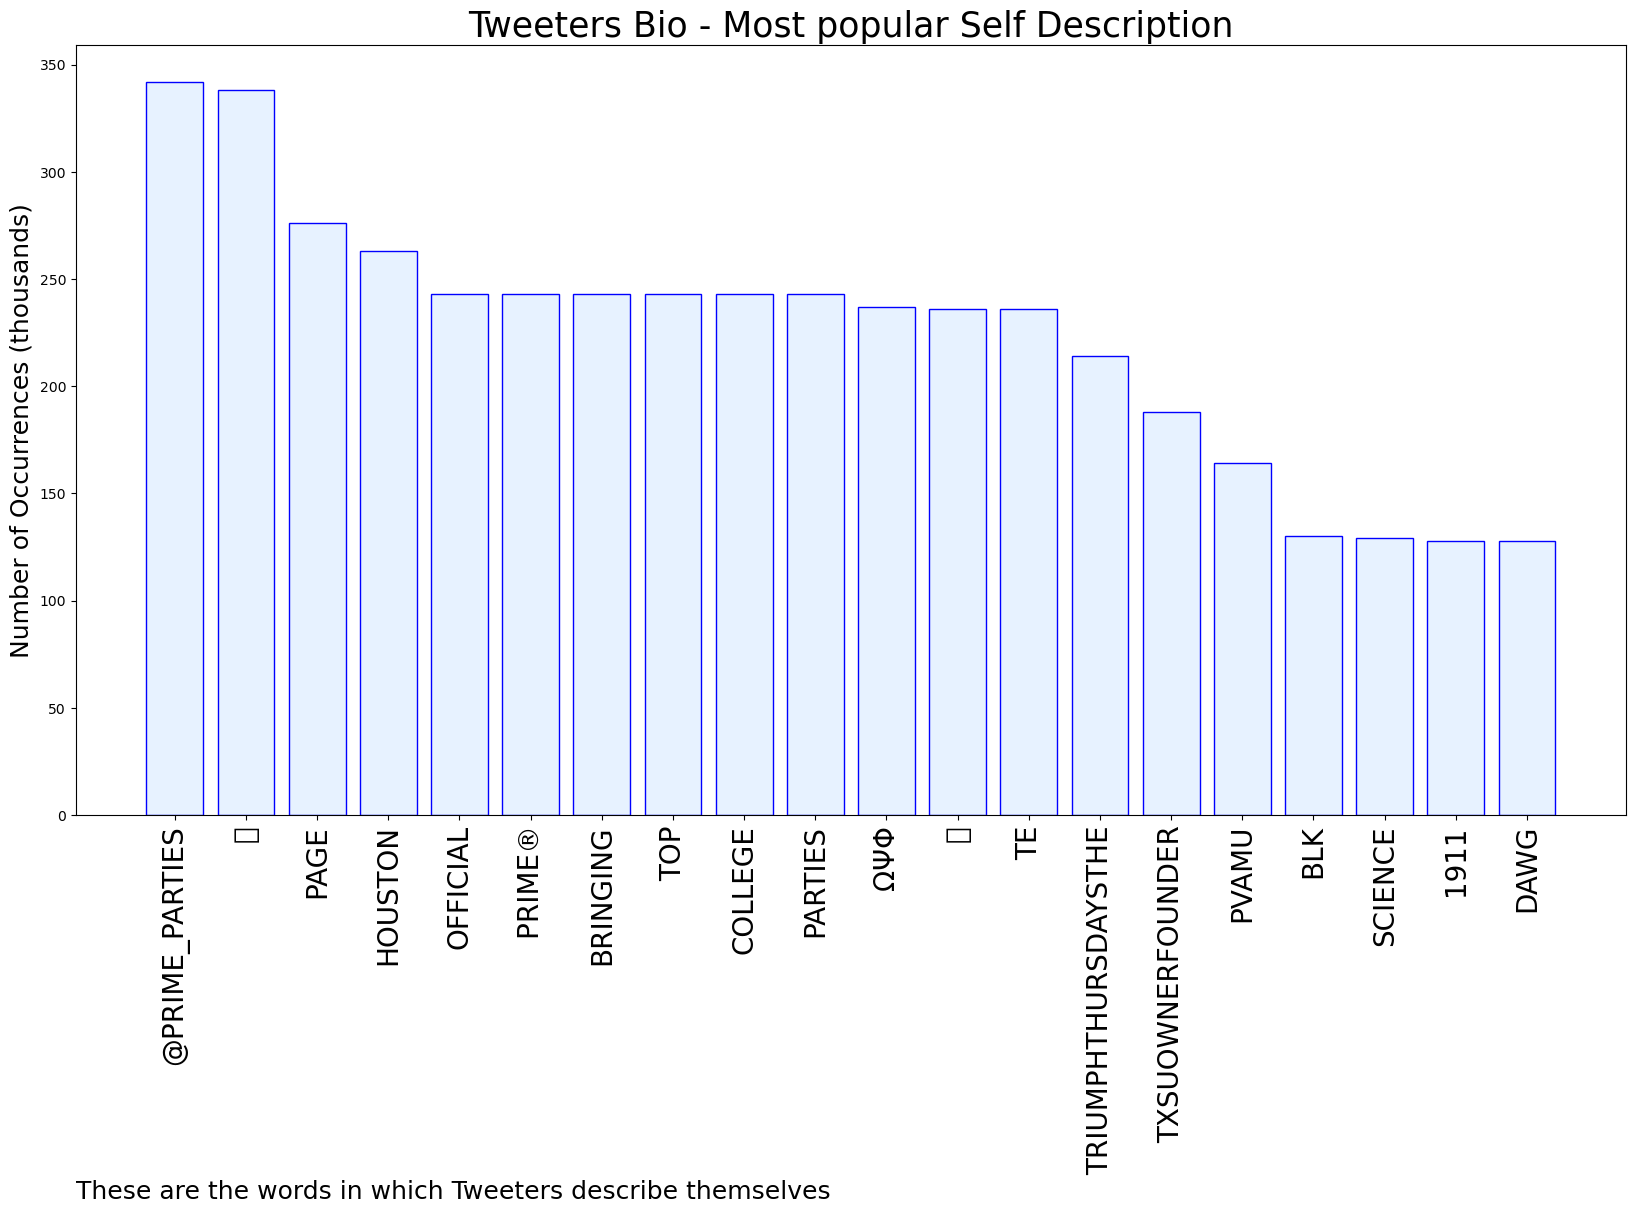 Tweeters Bio - Most popular Self Description
Number of Occurrences (thousands)
350
300
250
200
150
100
50
0
@PRIME_PARTIES
PAGE
HOUSTON
OFFICIAL
PRIME®
BRINGING
TOP
COLLEGE
PARTIES
ΩΨΦ
TE
TRIUMPHTHURSDAYSTHE
TXSUOWNERFOUNDER
PVAMU
BLK
SCIENCE
1911
DAWG
These are the words in which Tweeters describe themselves